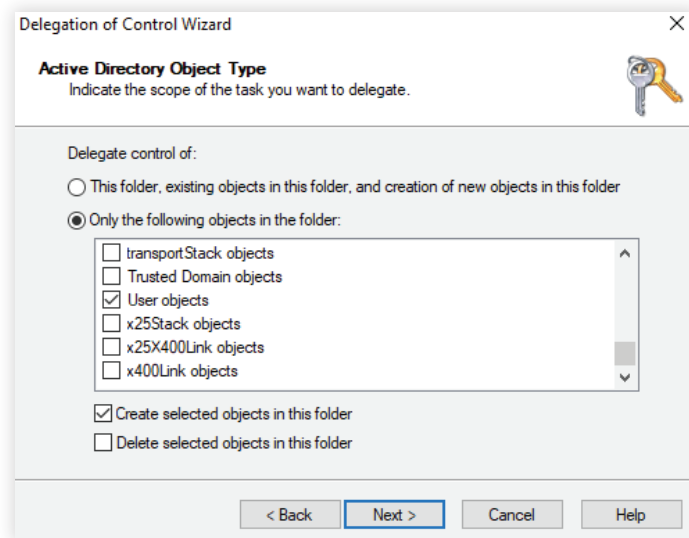 Delegation of Control Wizard
Active Directory Object Type
Indicate the scope of the task you want to delegate.
Delegate control of:
This folder, existing objects in this folder, and creation of new objects in this folder
Only the following objects in the folder:
transportStack objects
Trusted Domain objects
User objects
x25Stack objects
x25X400Link objects
x400Link objects
Create selected objects in this folder
Delete selected objects in this folder
< Back Next > Cancel Help